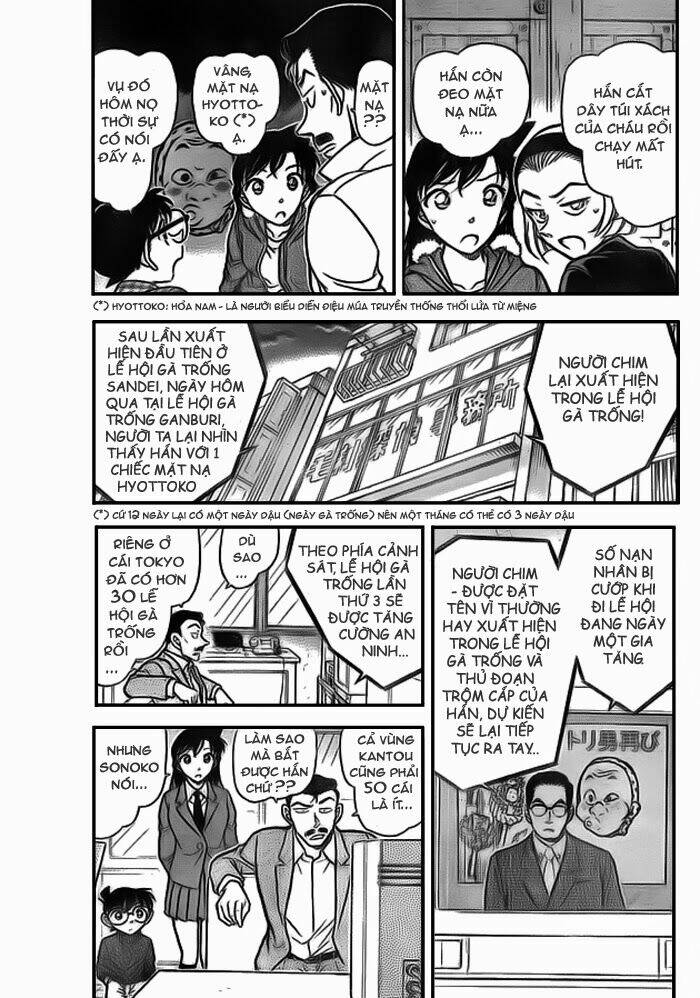 HẮN CẮT
DÂY TÚI XÁCH
CỦA CHÁU RỒI
CHẠY MẤT
HÚT.
HẮN CÒN
ĐEO MẶT
NẠ NỮA
Ạ...
MẶT
NẠ??
VÂNG,
MẶT NẠ
HYOTTO-
KO (*)
Ạ.
VỤ ĐÓ
HÔM NỌ
THỜI SỰ
CÓ NÓI
ĐẤY Ạ.
(*) HYOTTOKO: HỎA NAM - LÀ NGƯỜI BIỂU DIỄN ĐIỆU MÚA TRUYỀN THỐNG THỔI LỬA TỪ MIỆNG
NGƯỜI CHIM
LẠI XUẤT HIỆN
TRONG LỄ HỘI
GÀ TRỐNG!
SAU LẦN XUẤT
HIỆN ĐẦU TIÊN Ở
LỄ HỘI GÀ TRỐNG
SANDEI, NGÀY HÔM
QUA TẠI LỄ HỘI GÀ
TRỐNG GANBURI,
NGƯỜI TA LẠI NHÌN
THẤY HẮN VỚI 1
CHIẾC MẶT NẠ
HYOTTOKO
(*) CỨ 12 NGÀY LẠI CÓ MỘT NGÀY DẬU (NGÀY GÀ TRỐNG) NÊN MỘT THÁNG CÓ THỂ CÓ 3 NGÀY DẬU
SỐ NẠN
NHÂN BỊ
CƯỚP KHI
ĐI LỄ HỘI
ĐANG NGÀY
MỘT GIA
TĂNG
NGƯỜI CHIM
- ĐƯỢC ĐẶT
TÊN VÌ THƯỜNG
HAY XUẤT HIỆN
TRONG LỄ HỘI
GÀ TRỐNG VÀ
THỦ ĐOẠN
TRỘM CẮP CỦA
HẮN, DỰ KIẾN
SẼ LẠI TIẾP
TỤC RA TAY...
トリ男再び
THEO PHÍA CẢNH
SÁT, LỄ HỘI GÀ
TRỐNG LẦN
THỨ 3 SẼ
ĐƯỢC TĂNG
CƯỜNG AN
NINH...
DÙ
SAO
...
RIÊNG Ở
CÁI TOKYO
ĐÃ CÓ HƠN
30 LỄ
HỘI GÀ
TRỐNG
RỒI
...
CẢ VÙNG
KANTOU
CŨNG PHẢI
50 CÁI
LÀ ÍT...
LÀM SAO
MÀ BẮT
ĐƯỢC HẮN
CHỨ??
NHƯNG
SONOKO
NÓI...